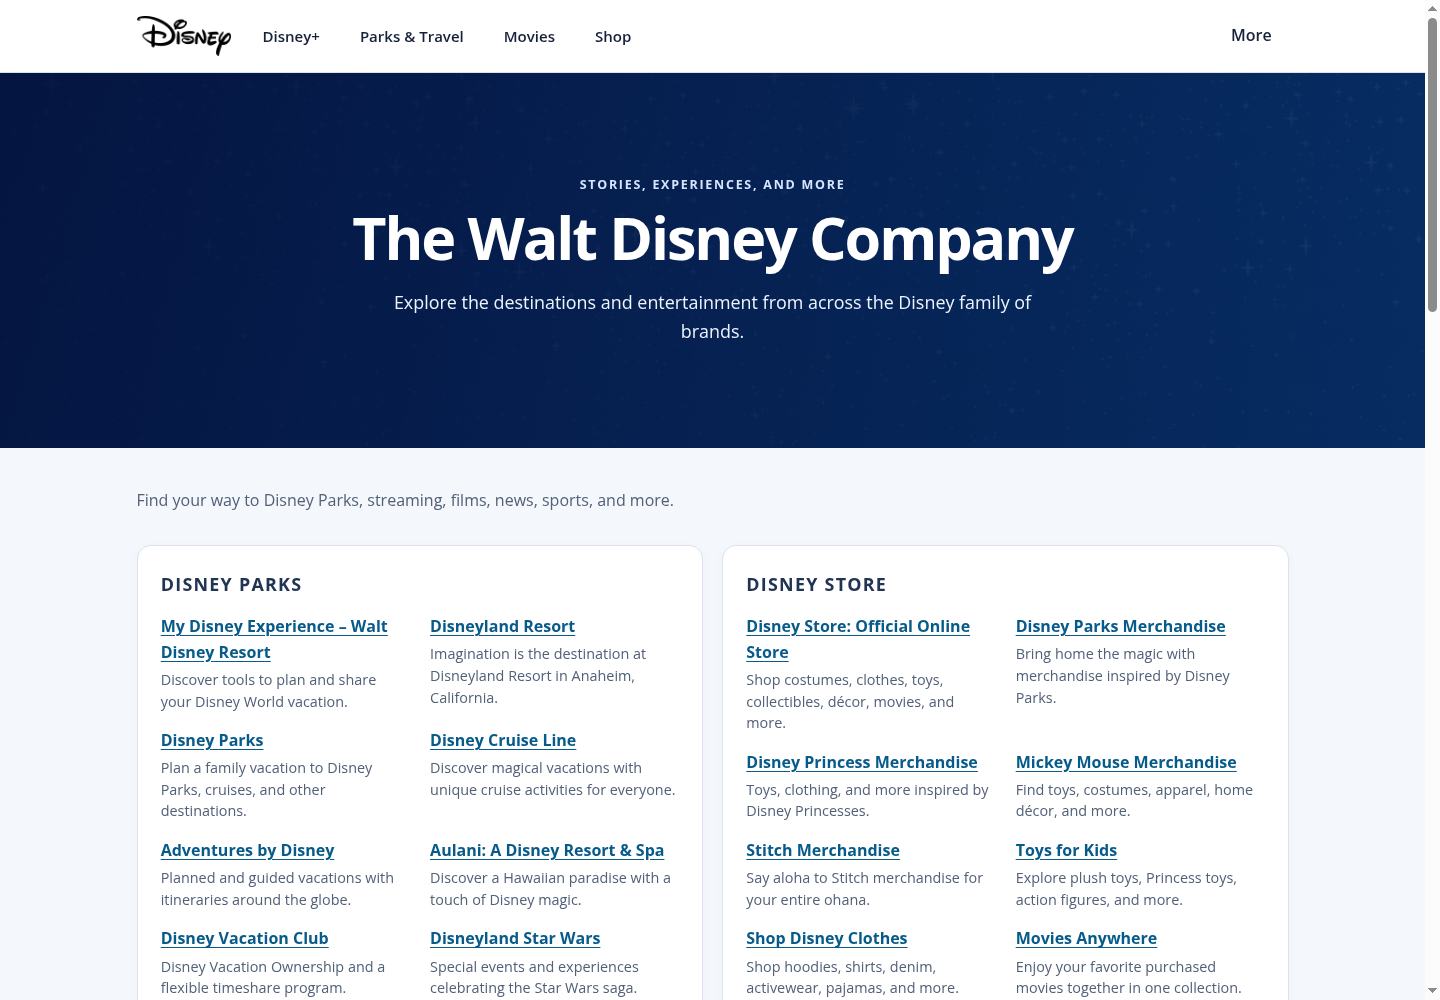 Disney
Disney+
Parks & Travel
Movies
Shop
More
STORIES, EXPERIENCES, AND MORE
The Walt Disney Company
Explore the destinations and entertainment from across the Disney family of
brands.
Find your way to Disney Parks, streaming, films, news, sports, and more.
DISNEY PARKS
My Disney Experience – Walt
Disney Resort
Discover tools to plan and share
your Disney World vacation.
Disneyland Resort
Imagination is the destination at
Disneyland Resort in Anaheim,
California.
Disney Parks
Plan a family vacation to Disney
Parks, cruises, and other
destinations.
Disney Cruise Line
Discover magical vacations with
unique cruise activities for everyone.
Adventures by Disney
Planned and guided vacations with
itineraries around the globe.
Aulani: A Disney Resort & Spa
Discover a Hawaiian paradise with a
touch of Disney magic.
Disney Vacation Club
Disney Vacation Ownership and a
flexible timeshare program.
Disneyland Star Wars
Special events and experiences
celebrating the Star Wars saga.
DISNEY STORE
Disney Store: Official Online
Store
Shop costumes, clothes, toys,
collectibles, décor, movies, and
more.
Disney Parks Merchandise
Bring home the magic with
merchandise inspired by Disney
Parks.
Disney Princess Merchandise
Toys, clothing, and more inspired by
Disney Princesses.
Mickey Mouse Merchandise
Find toys, costumes, apparel, home
décor, and more.
Stitch Merchandise
Say aloha to Stitch merchandise for
your entire ohana.
Toys for Kids
Explore plush toys, Princess toys,
action figures, and more.
Shop Disney Clothes
Shop hoodies, shirts, denim,
activewear, pajamas, and more.
Movies Anywhere
Enjoy your favorite purchased
movies together in one collection.